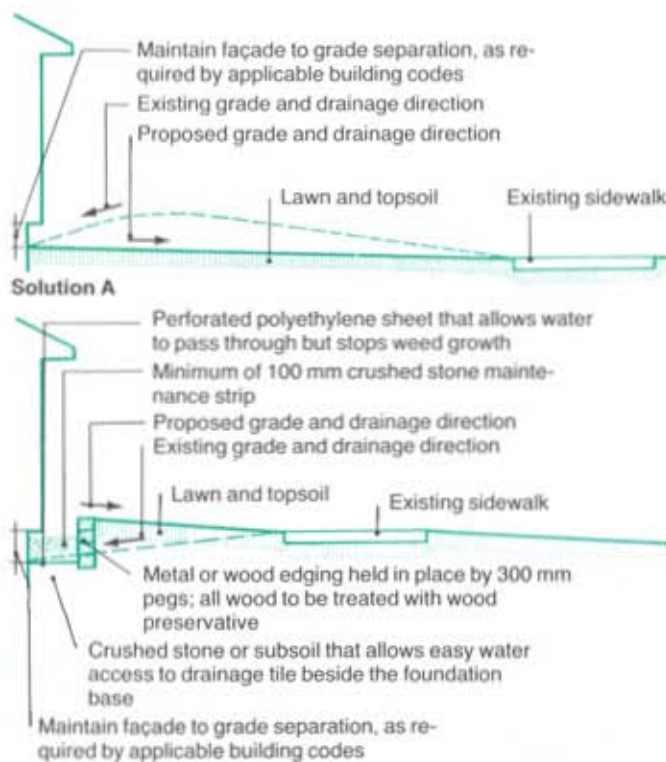 Maintain façade to grade separation, as re-
quired by applicable building codes
Existing grade and drainage direction
Proposed grade and drainage direction
Lawn and topsoil
Existing sidewalk
Solution A
Perforated polyethylene sheet that allows water
to pass through but stops weed growth
Minimum of 100 mm crushed stone mainte-
nance strip
Proposed grade and drainage direction
Existing grade and drainage direction
Lawn and topsoil
Existing sidewalk
Metal or wood edging held in place by 300 mm
pegs; all wood to be treated with wood
preservative
Crushed stone or subsoil that allows easy water
access to drainage tile beside the foundation
base
Maintain façade to grade separation, as re-
quired by applicable building codes